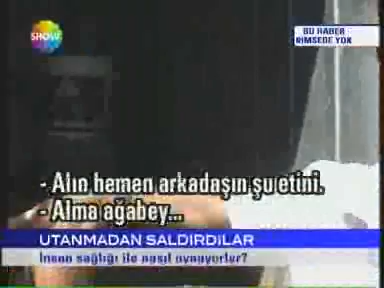 SHOW
BU HABER
KİMSEDE YOK
- Alın hemen arkadaşın şu etini.
- Alma ağabey...
UTANMADAN SALDIRDILAR
İnsan sağlığı ile nasıl oynuyorlar?